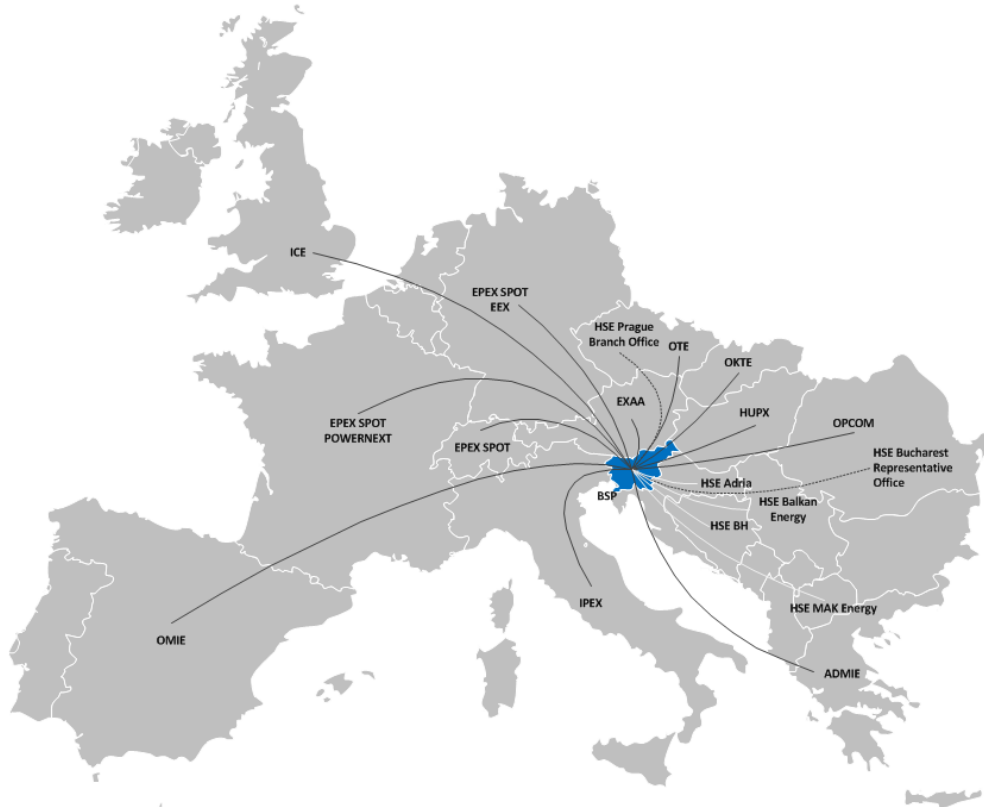 ICE
EPEX SPOT
EEX
HSE Prague
Branch Office
OTE
OKTE
EXAA
HUPX
EPEX SPOT
POWERNEXT
EPEX SPOT
OPCOM
HSE Bucharest
Representative
Office
HSE Adria
BSP
HSE Balkan
Energy
HSE BH
IPEX
HSE MAK Energy
OMIE
ADMIE